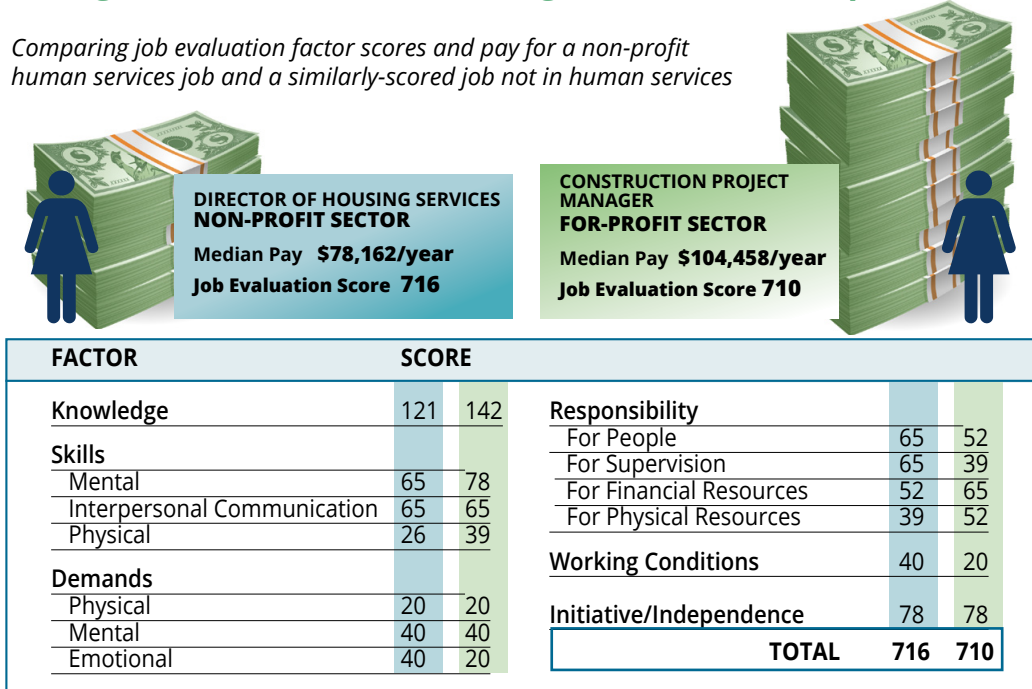 Comparing job evaluation factor scores and pay for a non-profit
human services job and a similarly-scored job not in human services
DIRECTOR OF HOUSING SERVICES
NON-PROFIT SECTOR
Median Pay $78,162/year
Job Evaluation Score 716
CONSTRUCTION PROJECT
MANAGER
FOR-PROFIT SECTOR
Median Pay $104,458/year
Job Evaluation Score 710
FACTOR SCORE
Knowledge 121 142
Skills
Mental 65 78
Interpersonal Communication 65 65
Physical 26 39
Demands
Physical 20 20
Mental 40 40
Emotional 40 20
Responsibility
For People 65 52
For Supervision 65 39
For Financial Resources 52 65
For Physical Resources 39 52
Working Conditions 40 20
Initiative/Independence 78 78
TOTAL 716 710